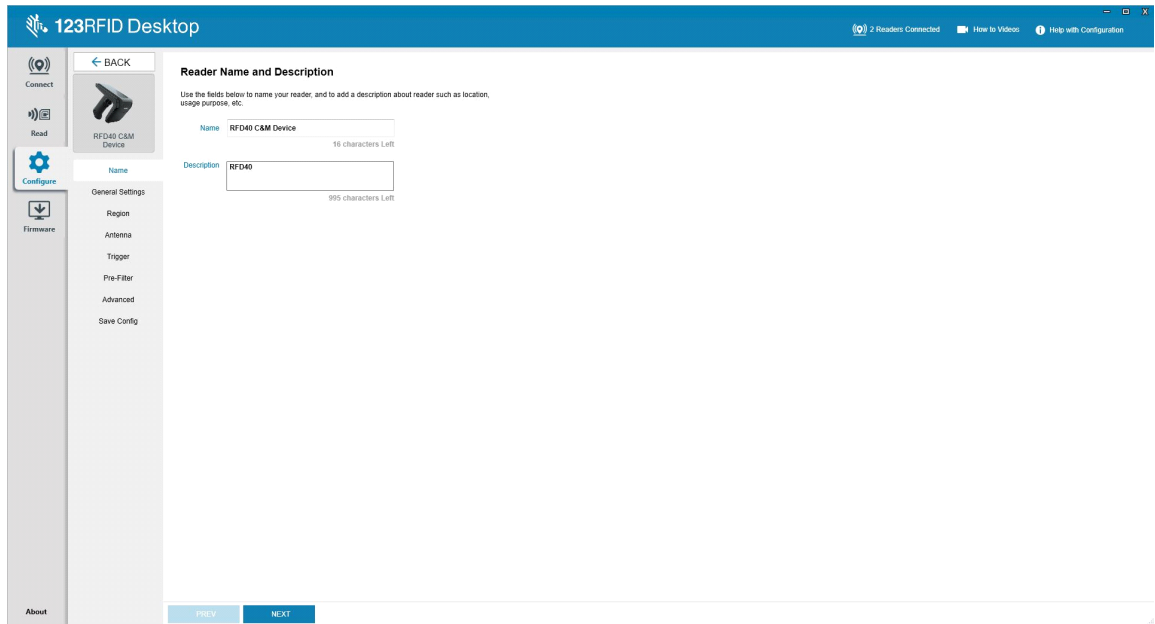 123RFID Desktop
2 Readers Connected
How to Videos
Help with Configuration
Connect
Read
Configure
Firmware
About
BACK
RFD40 C&M
Device
Name
General Settings
Region
Antenna
Trigger
Pre-Filter
Advanced
Save Config
Reader Name and Description
Use the fields below to name your reader, and to add a description about reader such as location,
usage purpose, etc.
Name RFD40 C&M Device
16 characters Left
Description RFD40
995 characters Left
PREV NEXT